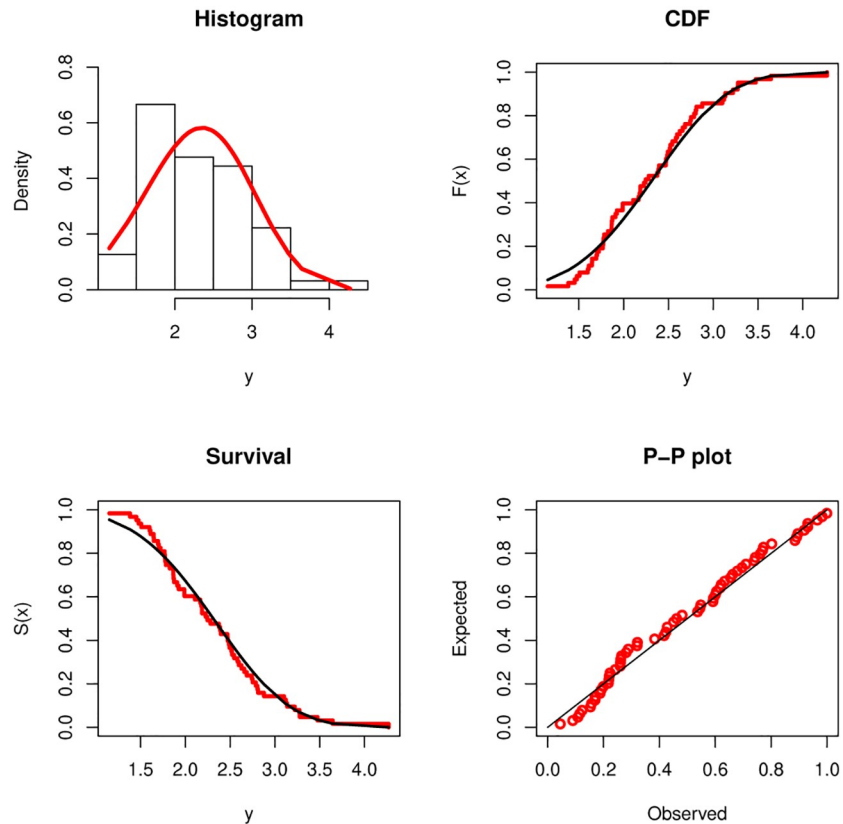 Histogram
Density
0.0 0.2 0.4 0.6 0.8
2 3 4
y
CDF
F(x)
0.0 0.2 0.4 0.6 0.8 1.0
1.5 2.0 2.5 3.0 3.5 4.0
y
Survival
S(x)
0.0 0.2 0.4 0.6 0.8 1.0
1.5 2.0 2.5 3.0 3.5 4.0
y
P−P plot
Expected
0.0 0.2 0.4 0.6 0.8 1.0
0.0 0.2 0.4 0.6 0.8 1.0
Observed